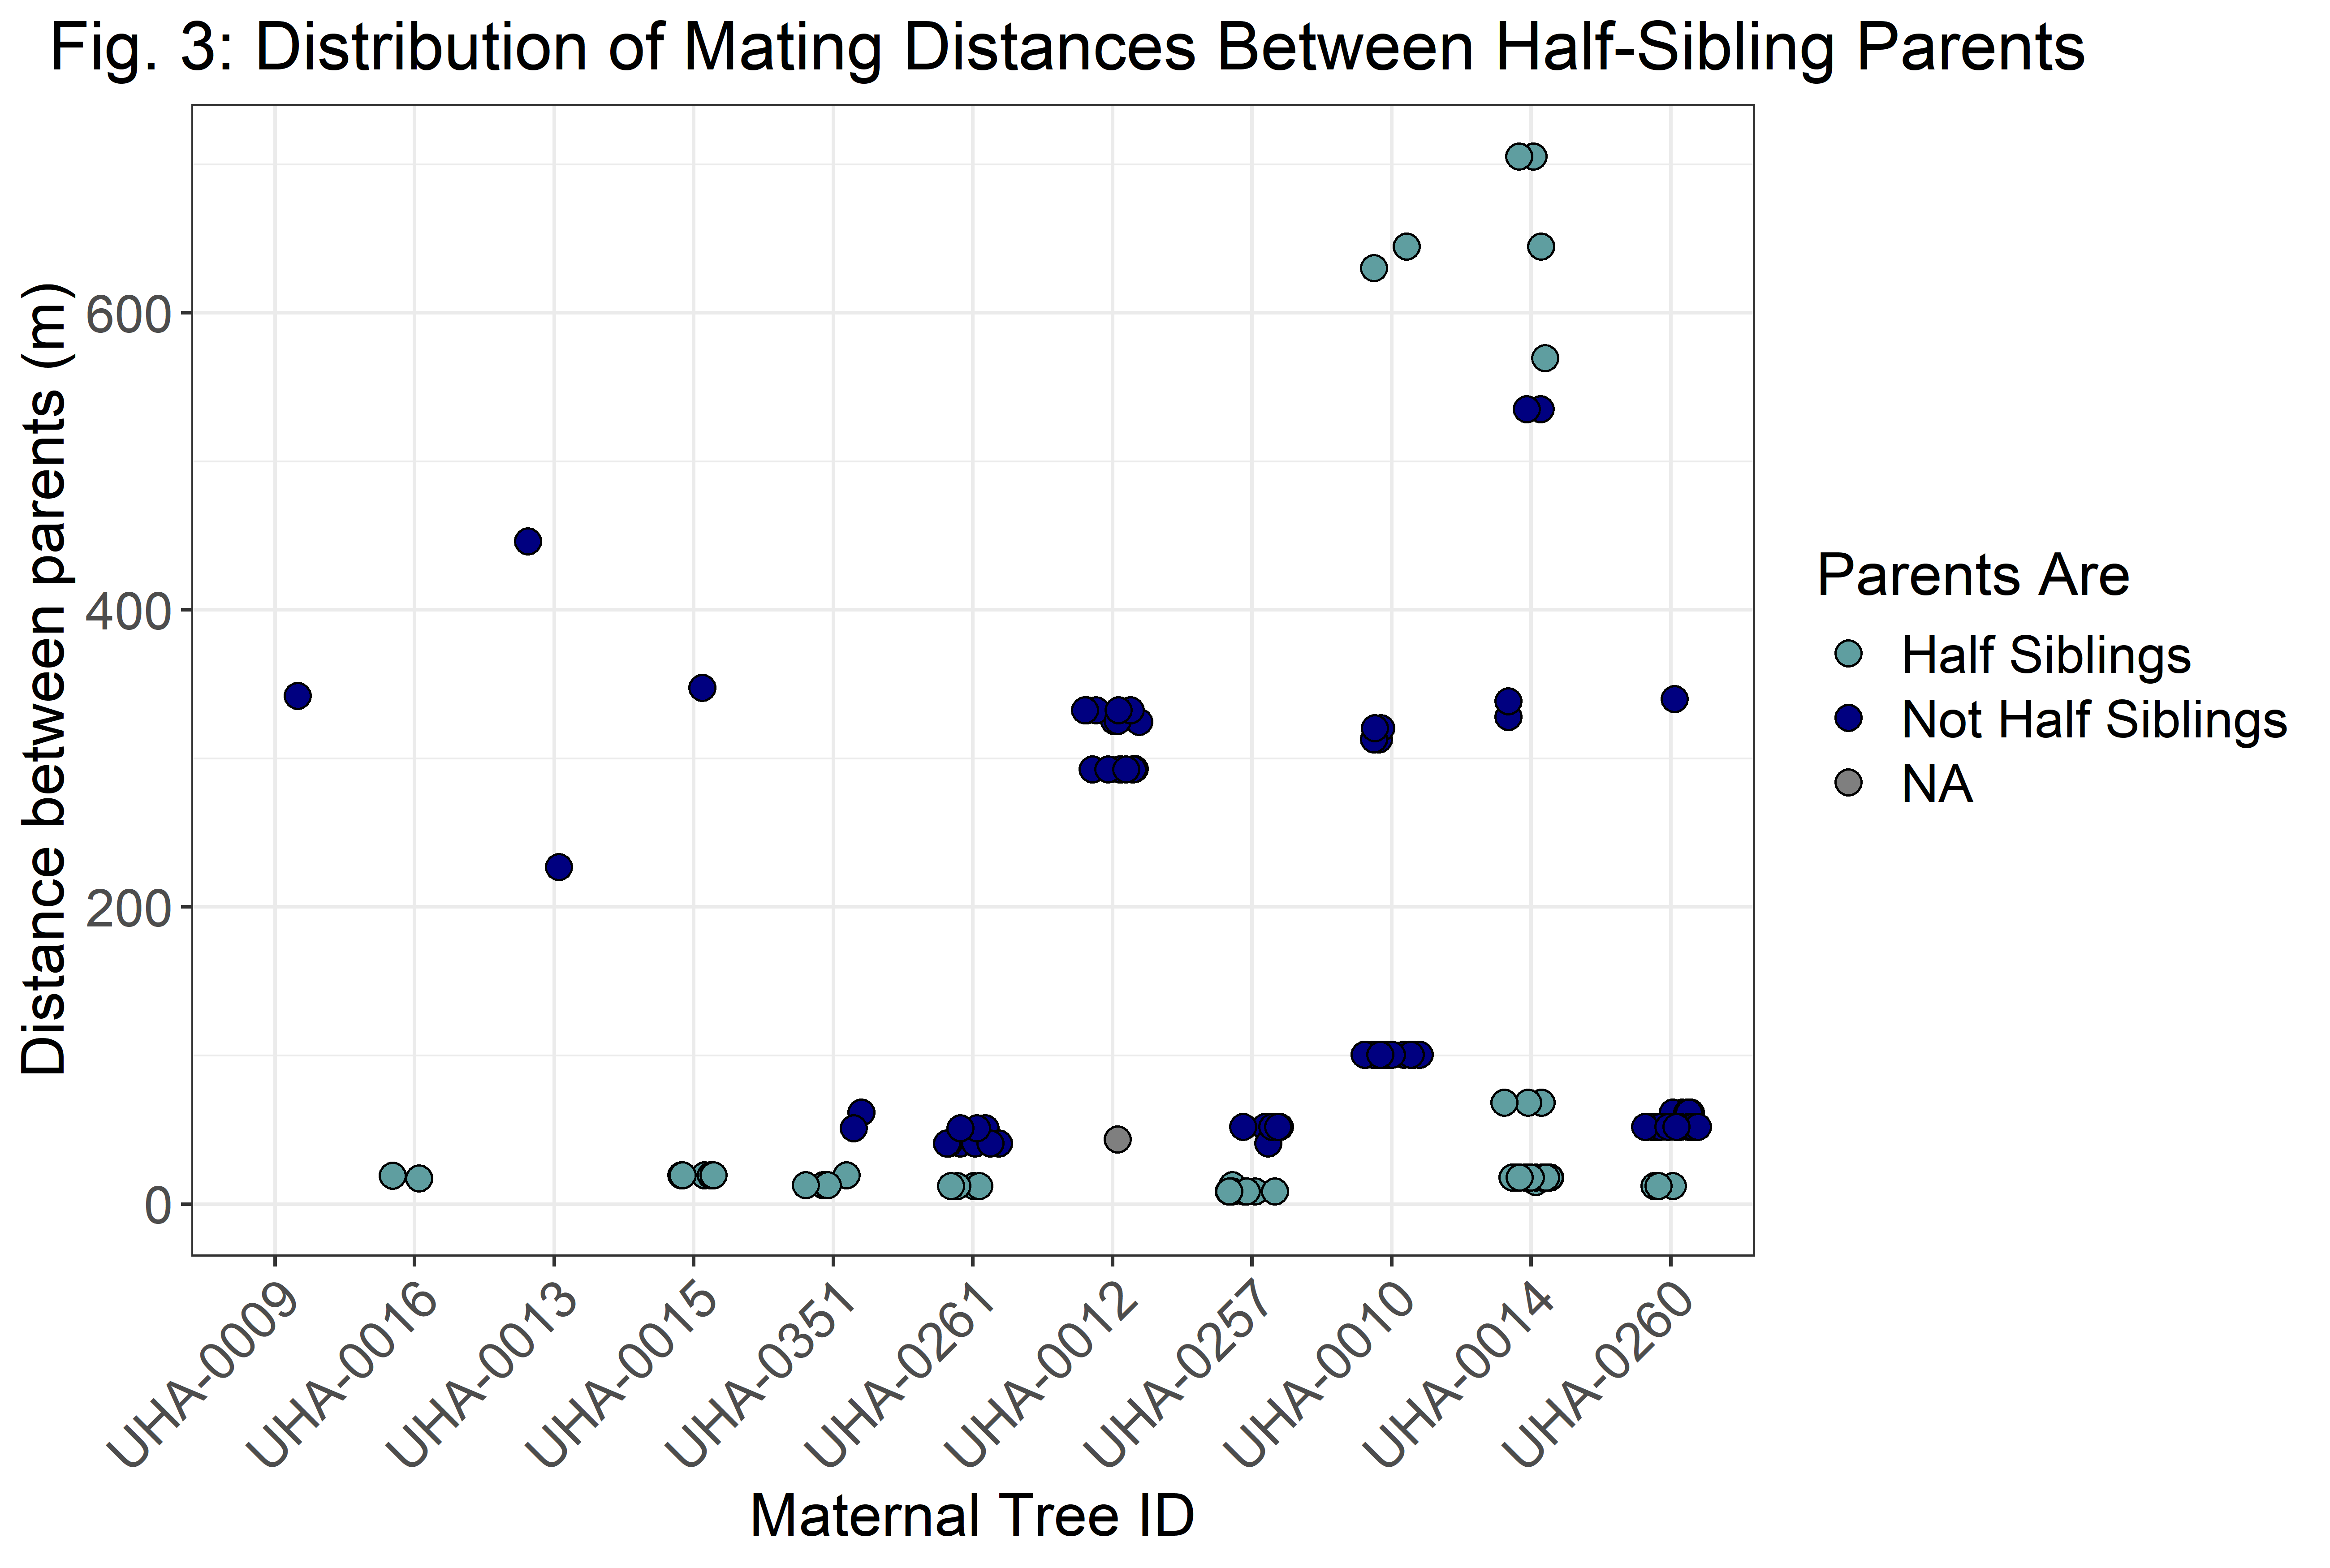 Fig. 3: Distribution of Mating Distances Between Half-Sibling Parents
Distance between parents (m)
600
400
200
0
UHA-0009
UHA-0016
UHA-0013
UHA-0015
UHA-0351
UHA-0261
UHA-0012
UHA-0257
UHA-0010
UHA-0014
UHA-0260
Maternal Tree ID
Parents Are
Half Siblings
Not Half Siblings
NA